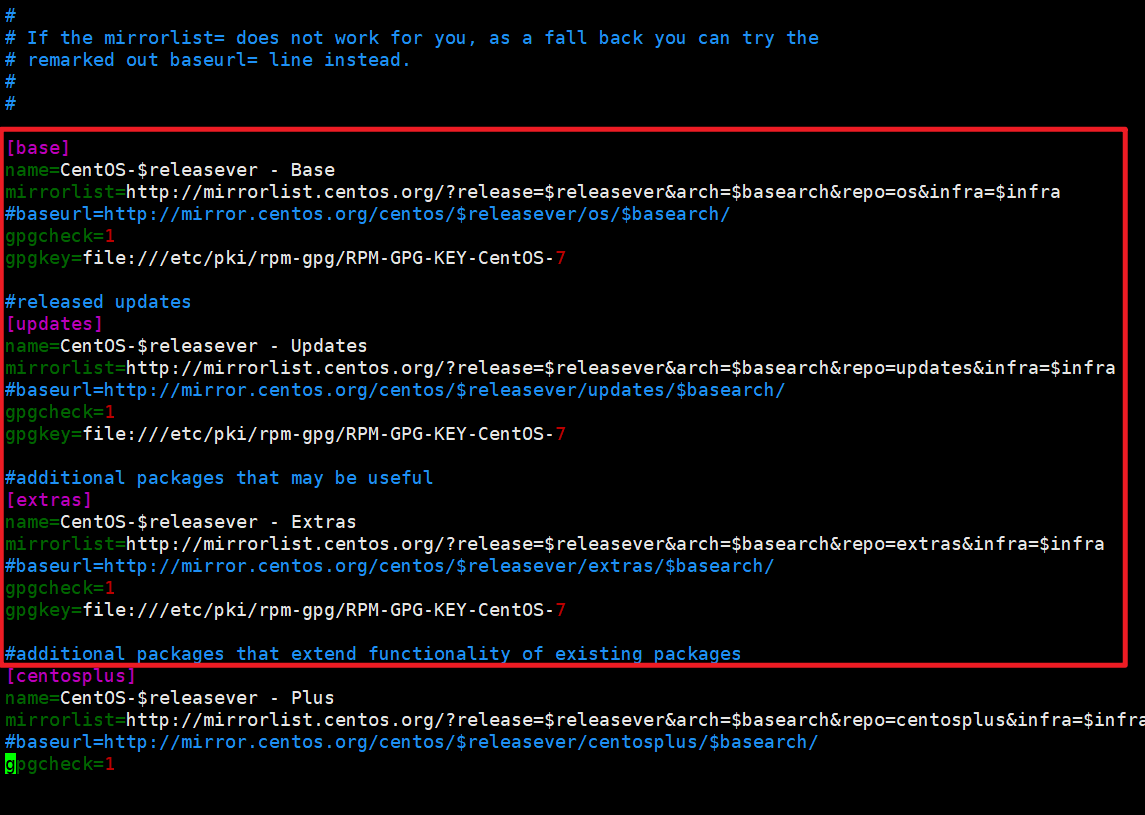 #
# If the mirrorlist= does not work for you, as a fall back you can try the
# remarked out baseurl= line instead.
#
#
[base]
name=CentOS-$releasever - Base
mirrorlist=http://mirrorlist.centos.org/?release=$releasever&arch=$basearch&repo=os&infra=$infra
#baseurl=http://mirror.centos.org/centos/$releasever/os/$basearch/
gpgcheck=1
gpgkey=file:///etc/pki/rpm-gpg/RPM-GPG-KEY-CentOS-7
#released updates
[updates]
name=CentOS-$releasever - Updates
mirrorlist=http://mirrorlist.centos.org/?release=$releasever&arch=$basearch&repo=updates&infra=$infra
#baseurl=http://mirror.centos.org/centos/$releasever/updates/$basearch/
gpgcheck=1
gpgkey=file:///etc/pki/rpm-gpg/RPM-GPG-KEY-CentOS-7
#additional packages that may be useful
[extras]
name=CentOS-$releasever - Extras
mirrorlist=http://mirrorlist.centos.org/?release=$releasever&arch=$basearch&repo=extras&infra=$infra
#baseurl=http://mirror.centos.org/centos/$releasever/extras/$basearch/
gpgcheck=1
gpgkey=file:///etc/pki/rpm-gpg/RPM-GPG-KEY-CentOS-7
#additional packages that extend functionality of existing packages
[centosplus]
name=CentOS-$releasever - Plus
mirrorlist=http://mirrorlist.centos.org/?release=$releasever&arch=$basearch&repo=centosplus&infra=$infra
#baseurl=http://mirror.centos.org/centos/$releasever/centosplus/$basearch/
gpgcheck=1